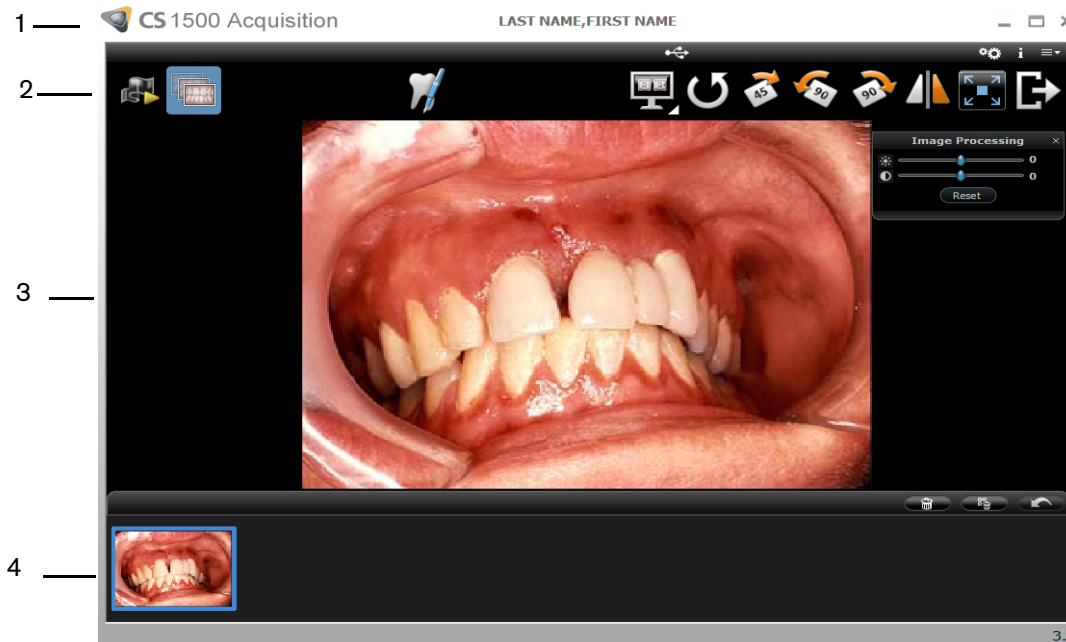 1
CS 1500 Acquisition
LAST NAME,FIRST NAME
i
2
45
90
90
Image Processing
0
0
Reset
3
4
3.